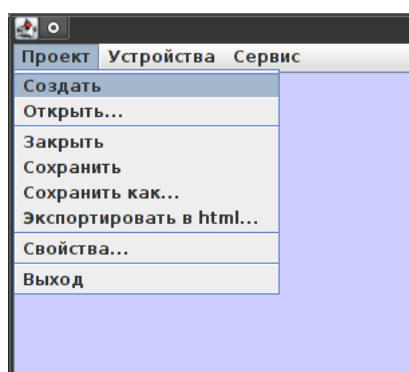 Проект Устройства Сервис
Создать
Открыть...
Закрыть
Сохранить
Сохранить как...
Экспортировать в html...
Свойства...
Выход